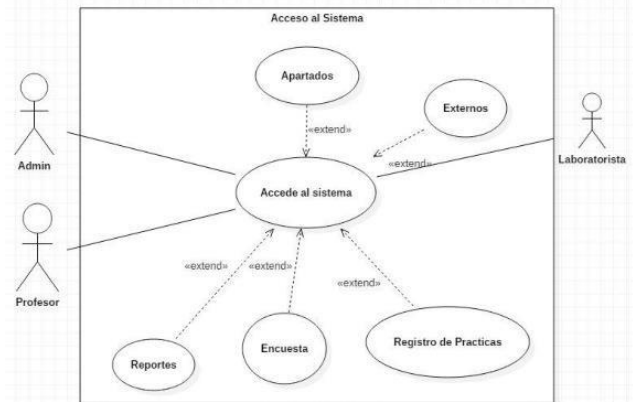 Acceso al Sistema
Apartados
Externos
«extend»
«extend»
Admin
Laboratorista
Accede al sistema
Profesor
«extend»
«extend»
«extend»
Reportes
Encuesta
Registro de Practicas